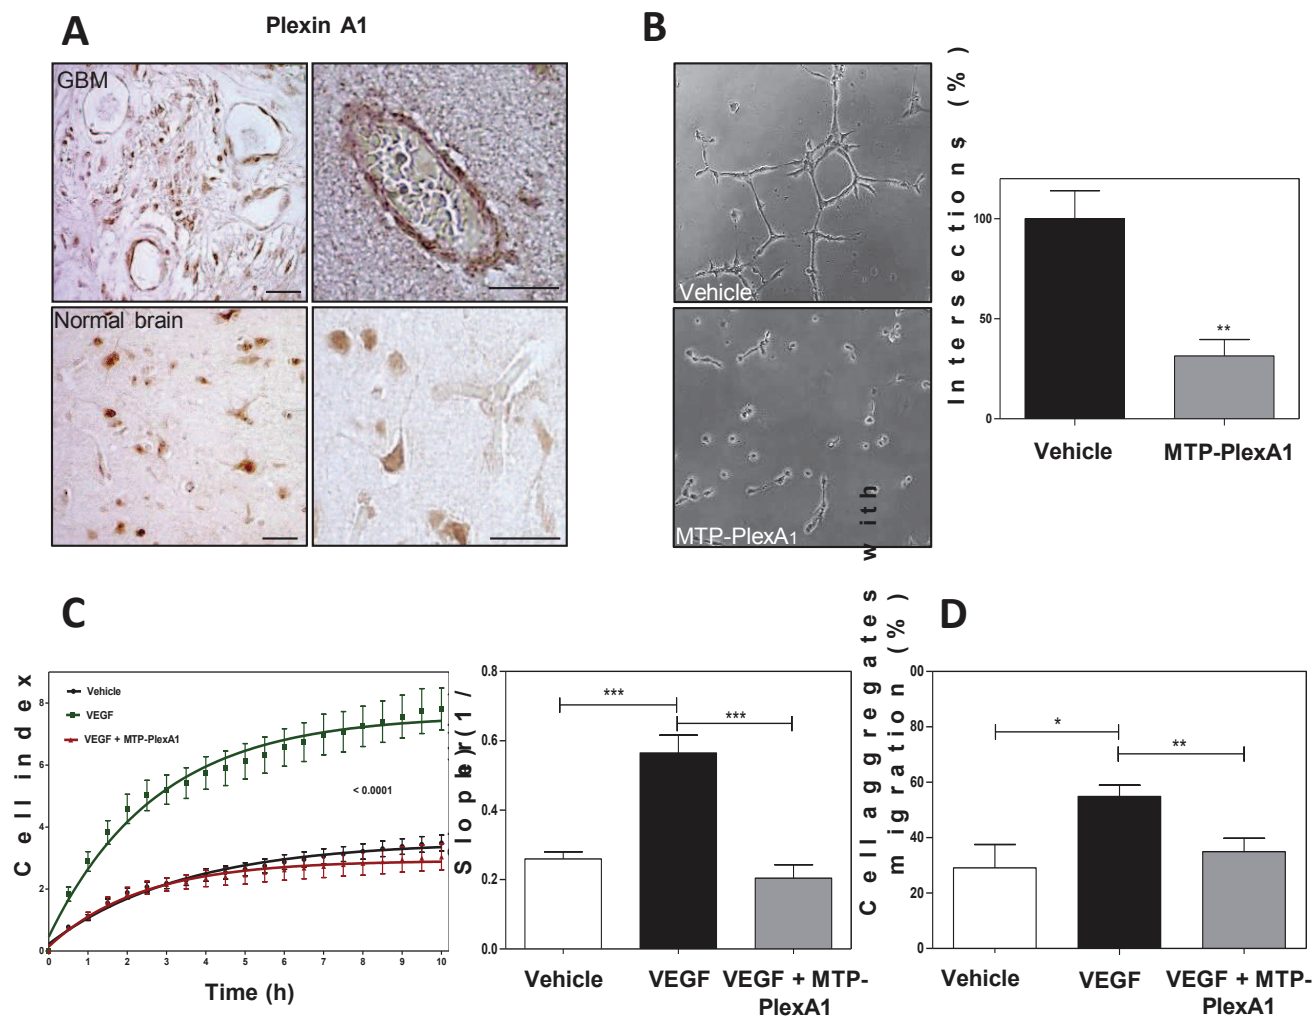 A
Plexin A1
GBM
Normal brain
B
Vehicle
MTP-PlexA1
Intersections (%)
100
50
0
**
Vehicle
MTP-PlexA1
C
Cell index
8
6
4
2
0
Vehicle
VEGF
VEGF + MTP-PlexA1
< 0.0001
0 1 2 3 4 5 6 7 8 9 10
Time (h)
0.8
0.6
0.4
0.2
0.0
***
***
Vehicle
VEGF
VEGF + MTP-
PlexA1
D
Cell aggregates with
migration (%)
00
80
60
40
20
0
*
**
Vehicle
VEGF
VEGF + MTP-
PlexA1